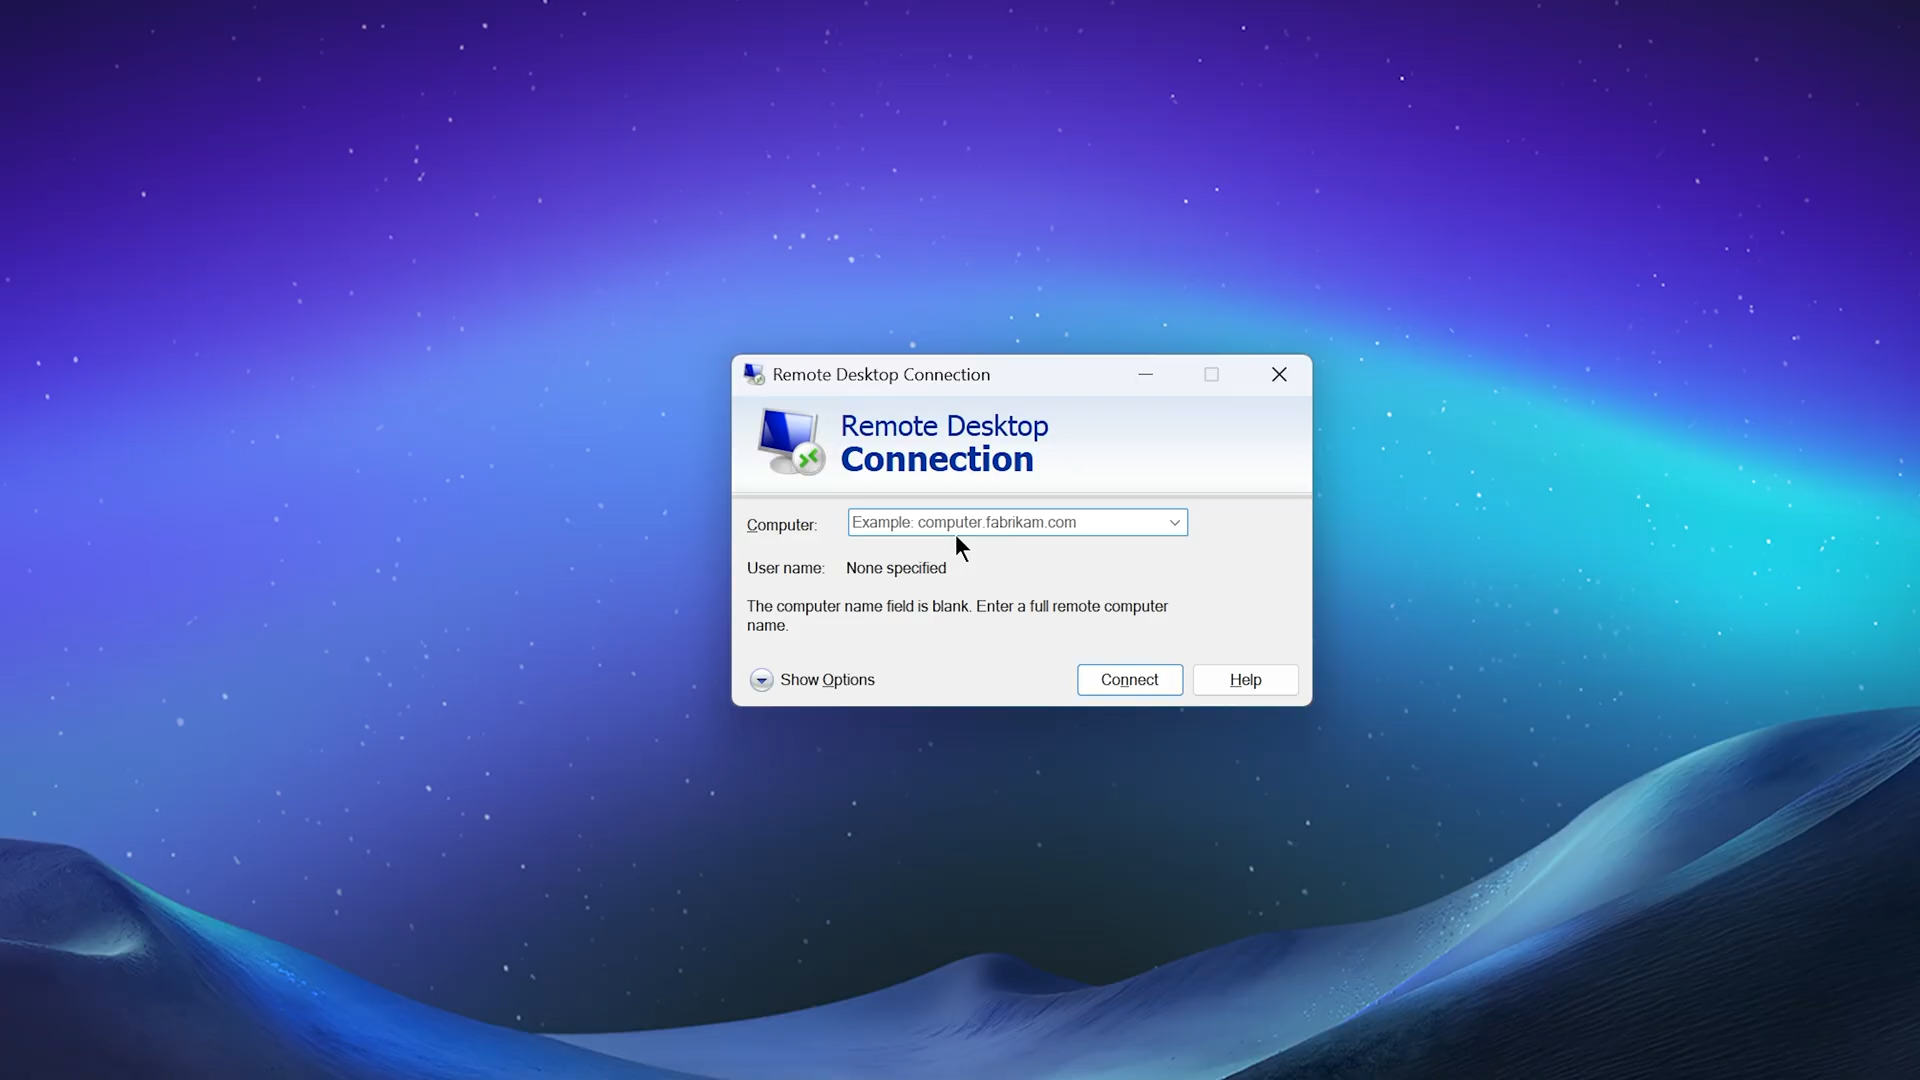 Remote Desktop Connection
Remote Desktop
Connection
Computer: Example: computer.fabrikam.com
User name: None specified
The computer name field is blank. Enter a full remote computer
name.
Show Options Connect Help